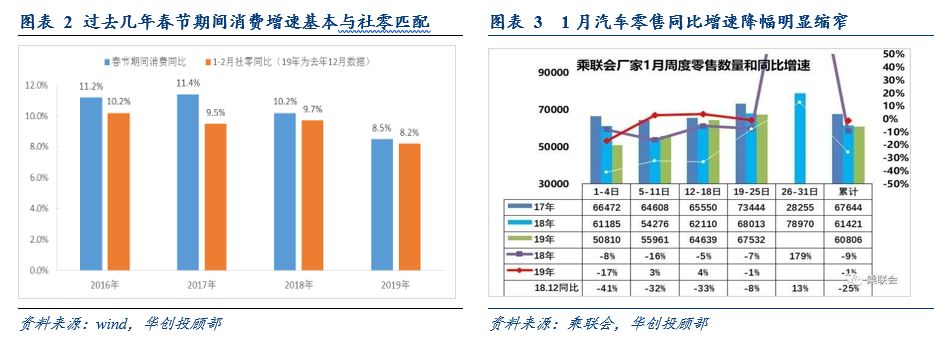 图表 2 过去几年春节期间消费增速基本与社零匹配
春节期间消费同比 1-2月社零同比（19年为去年12月数据）
12.0%
10.0%
8.0%
6.0%
4.0%
2.0%
0.0%
11.2%
10.2%
11.4%
9.5%
10.2%
9.7%
8.5%
8.2%
2016年 2017年 2018年 2019年
资料来源：wind，华创投顾部
图表 3 1月汽车零售同比增速降幅明显缩窄
乘联会厂家1月周度零售数量和同比增速
90000
70000
50000
30000
50%
40%
30%
20%
10%
0%
-10%
-20%
-30%
-40%
-50%
1-4日 5-11日 12-18日 19-25日 26-31日 累计
17年 66472 64608 65550 73444 28255 67644
18年 61185 54276 62110 68013 78970 61421
19年 50810 55961 64639 67532 60806
18年 -8% -16% -5% -7% 179% -9%
19年 -17% 3% 4% -1% -1%
18.12同比 -41% -32% -33% -8% 13% -25%
乘联会
资料来源：乘联会，华创投顾部